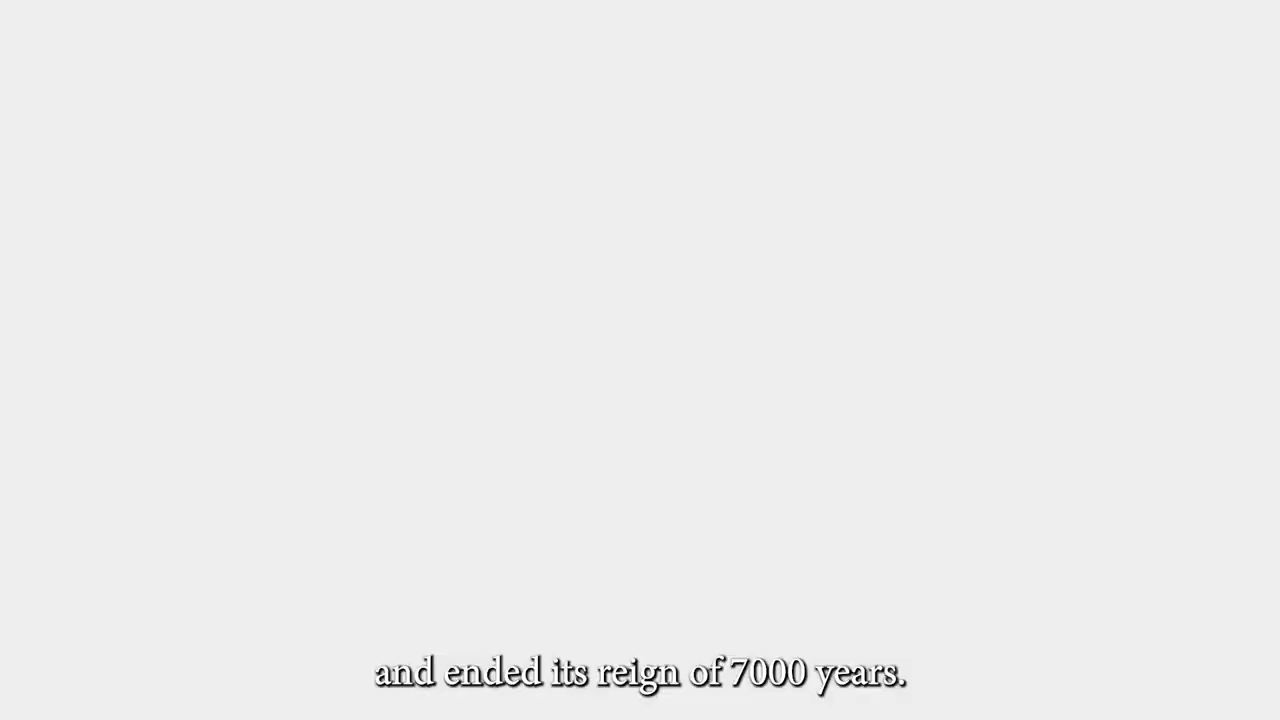 and ended its reign of 7000 years.